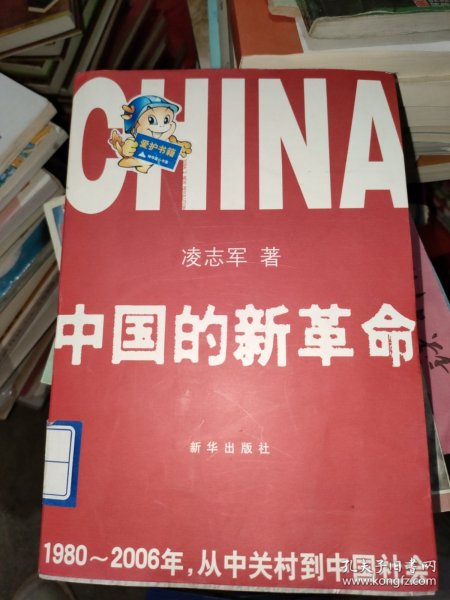 CHINA
爱护书籍
凌志军 著
中国的新革命
新华出版社
1980～2006年，从中关村到中国社会
孔夫子旧书网
www.kongfz.com